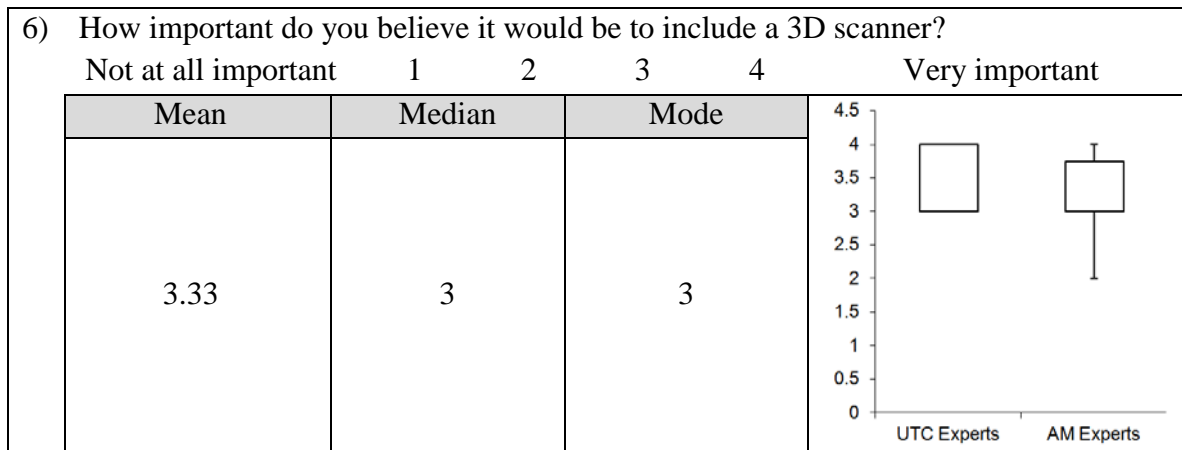 6) How important do you believe it would be to include a 3D scanner?
Not at all important 1 2 3 4 Very important
Mean Median Mode
3.33 3 3
4.5
4
3.5
3
2.5
2
1.5
1
0.5
0
UTC Experts AM Experts